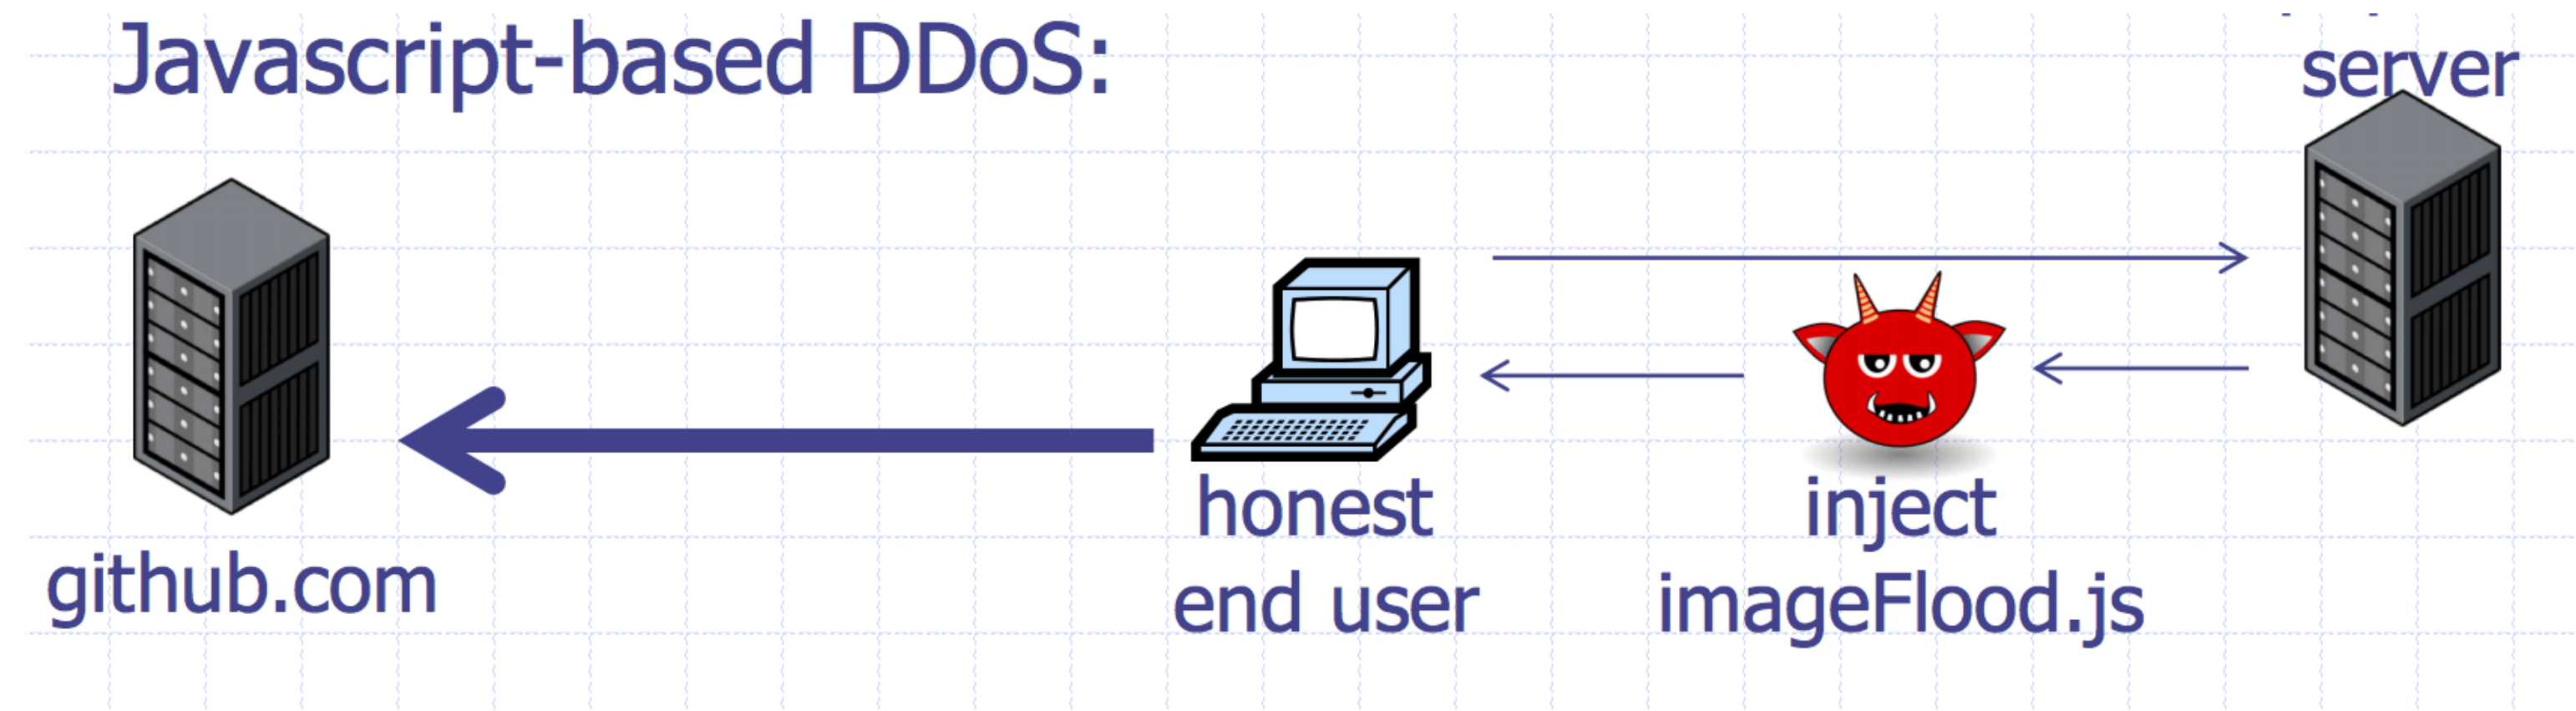 Javascript-based DDoS:
server
github.com
honest
end user
inject
imageFlood.js